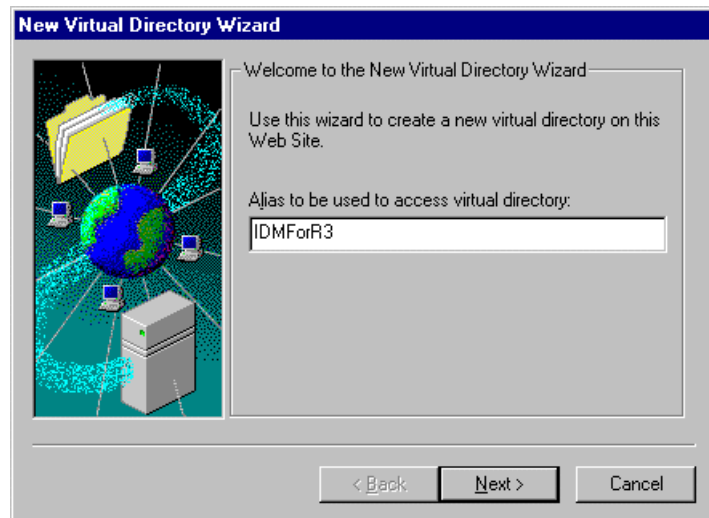 New Virtual Directory Wizard
Welcome to the New Virtual Directory Wizard
Use this wizard to create a new virtual directory on this
Web Site.
Alias to be used to access virtual directory:
IDMForR3
< Back
Next >
Cancel